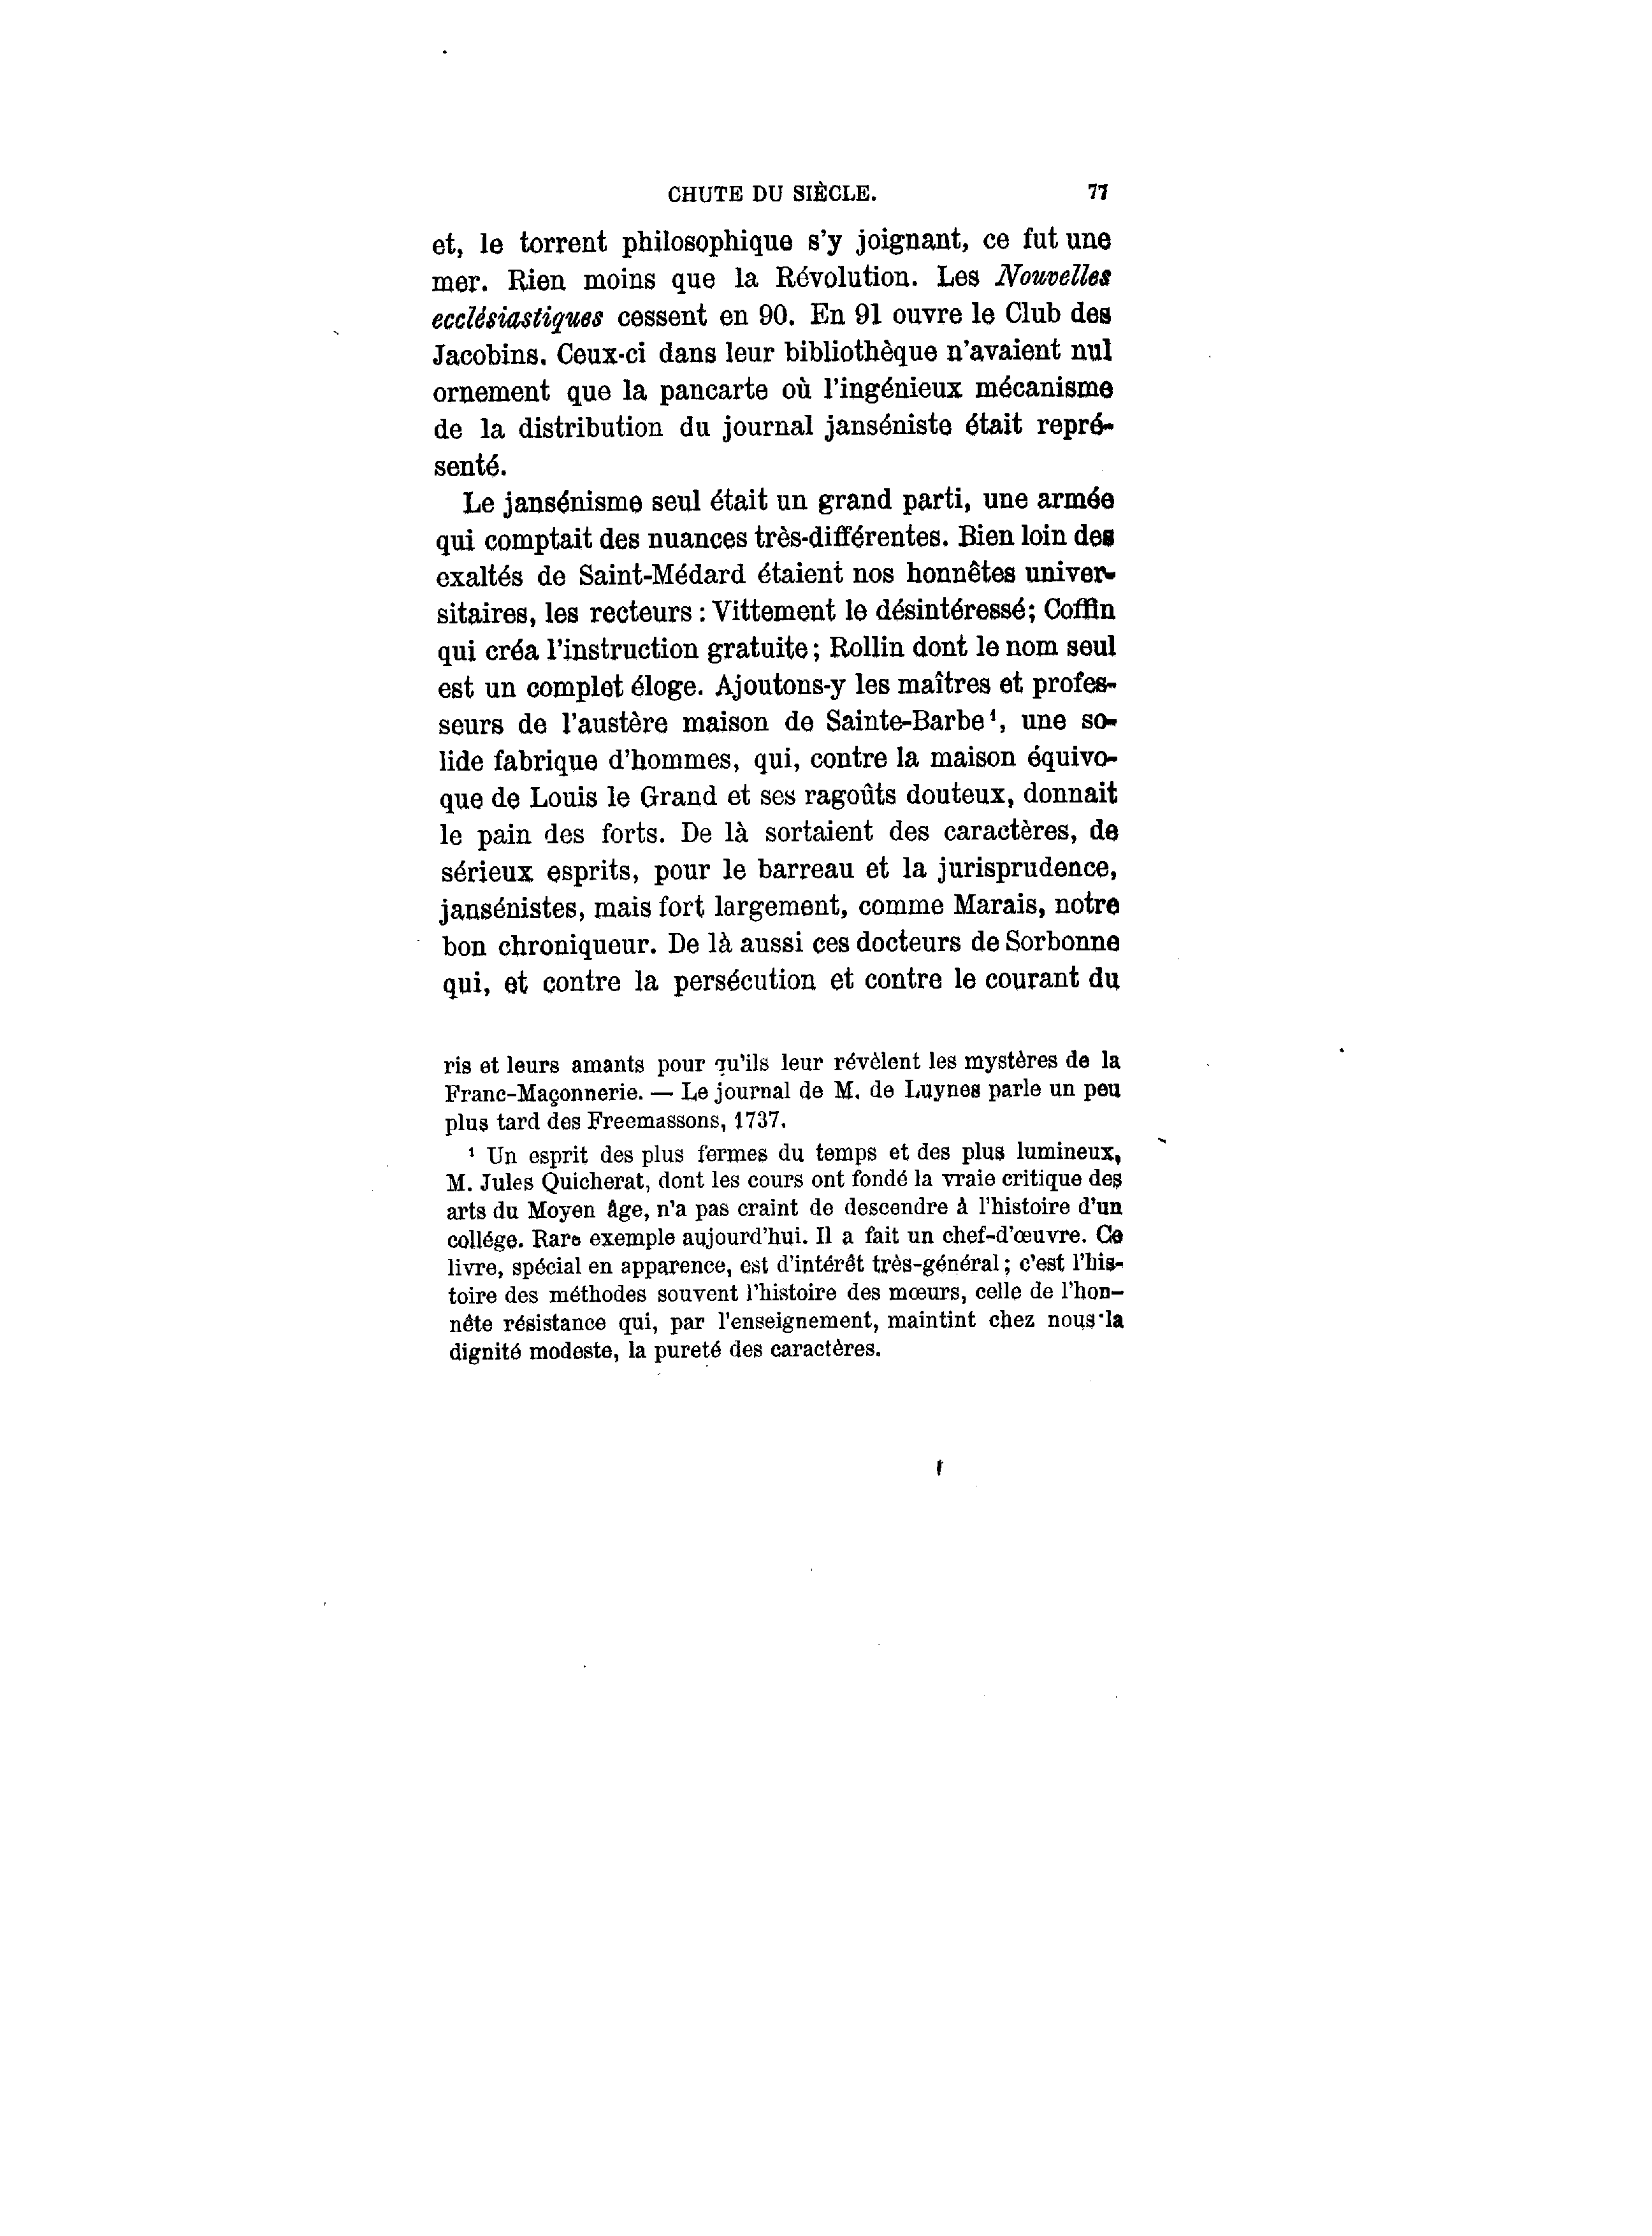 CHUTE DU SIÈCLE. 77
et, le torrent philosophique s'y joignant, ce fut une
mer. Rien moins que la Révolution. Les Nouvelles
ecclésiastiques cessent en 90. En 91 ouvre le Club des
Jacobins. Ceux-ci dans leur bibliothèque n'avaient nul
ornement que la pancarte où l'ingénieux mécanisme
de la distribution du journal janséniste était repré-
senté.
Le jansénisme seul était un grand parti, une armée
qui comptait des nuances très-différentes. Bien loin des
exaltés de Saint-Médard étaient nos honnêtes univer-
sitaires, les recteurs : Vittement le désintéressé; Coffin
qui créa l'instruction gratuite; Rollin dont le nom seul
est un complet éloge. Ajoutons-y les maîtres et profes-
seurs de l'austère maison de Sainte-Barbe¹, une so-
lide fabrique d'hommes, qui, contre la maison équivo-
que de Louis le Grand et ses ragoûts douteux, donnait
le pain des forts. De là sortaient des caractères, de
sérieux esprits, pour le barreau et la jurisprudence,
jansénistes, mais fort largement, comme Marais, notre
bon chroniqueur. De là aussi ces docteurs de Sorbonne
qui, et contre la persécution et contre le courant du
ris et leurs amants pour qu'ils leur révèlent les mystères de la
Franc-Maçonnerie. — Le journal de M. de Luynes parle un peu
plus tard des Freemassons, 1737.
¹ Un esprit des plus fermes du temps et des plus lumineux,
M. Jules Quicherat, dont les cours ont fondé la vraie critique des
arts du Moyen âge, n'a pas craint de descendre à l'histoire d'un
collége. Rare exemple aujourd'hui. Il a fait un chef-d'œuvre. Ce
livre, spécial en apparence, est d'intérêt très-général; c'est l'his-
toire des méthodes souvent l'histoire des mœurs, celle de l'hon-
nête résistance qui, par l'enseignement, maintint chez nous la
dignité modeste, la pureté des caractères.